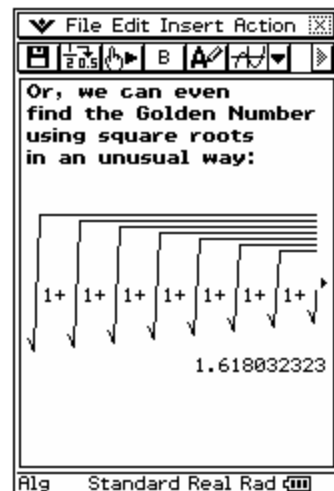 File Edit Insert Action
B A
Or, we can even
find the Golden Number
using square roots
in an unusual way:
√1+√1+√1+√1+√1+√1+√1+√
1.618032323
Alg Standard Real Rad